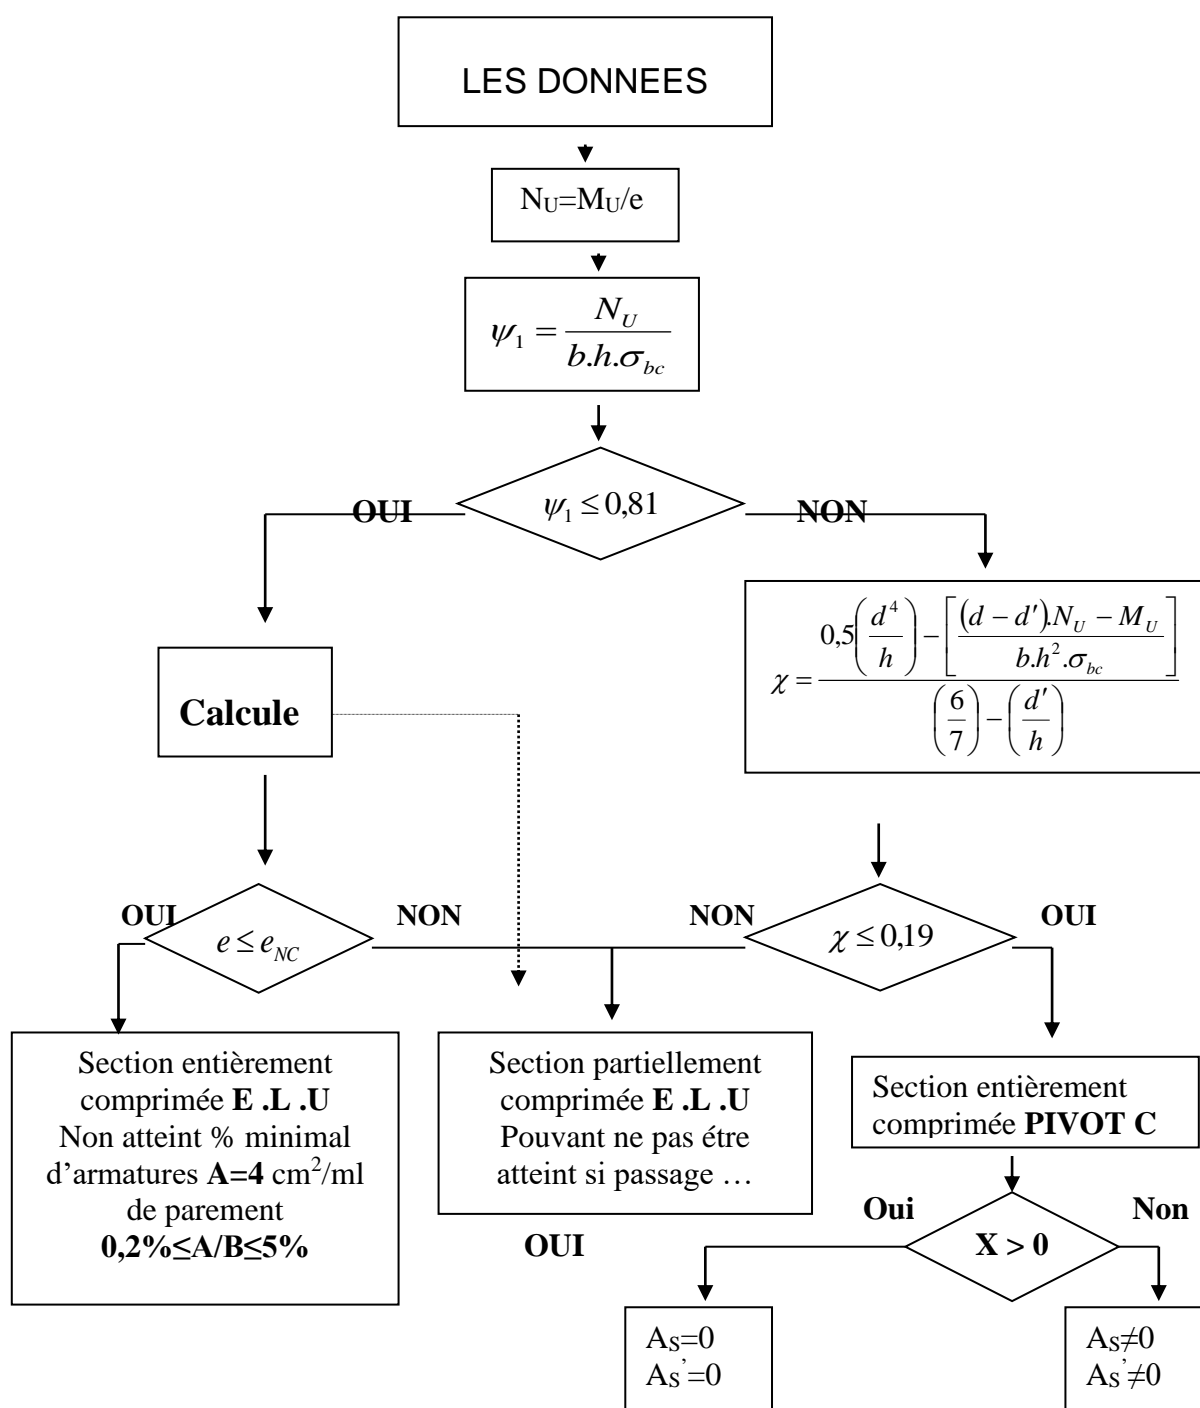 LES DONNEES
N_U=M_U/e
ψ₁ = N_U / b.h.σ_bc
ψ₁ ≤ 0,81
OUI
NON
χ = (0,5(d⁴/h) − [((d − d′).N_U − M_U) / (b.h².σ_bc)]) / ((6/7) − (d′/h))
Calcule
OUI
e ≤ e_NC
NON
NON
χ ≤ 0,19
OUI
Section entièrement
comprimée E .L .U
Non atteint % minimal
d’armatures A=4 cm²/ml
de parement
0,2%≤A/B≤5%
Section partiellement
comprimée E .L .U
Pouvant ne pas étre
atteint si passage …
Section entièrement
comprimée PIVOT C
OUI
Oui
X > 0
Non
A_S=0
A_S’=0
A_S≠0
A_S’≠0